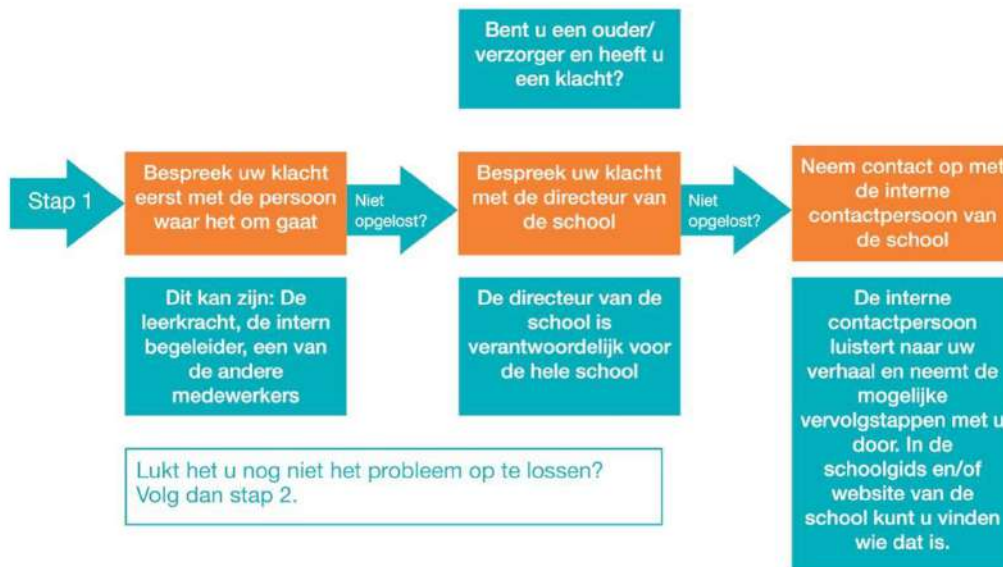 Bent u een ouder/
verzorger en heeft u
een klacht?
Stap 1
Bespreek uw klacht
eerst met de persoon
waar het om gaat
Niet
opgelost?
Bespreek uw klacht
met de directeur van
de school
Niet
opgelost?
Neem contact op met
de interne
contactpersoon van
de school
Dit kan zijn: De
leerkracht, de intern
begeleider, een van
de andere
medewerkers
De directeur van de
school is
verantwoordelijk voor
de hele school
De interne
contactpersoon
luistert naar uw
verhaal en neemt de
mogelijke
vervolgstappen met u
door. In de
schoolgids en/of
website van de
school kunt u vinden
wie dat is.
Lukt het u nog niet het probleem op te lossen?
Volg dan stap 2.